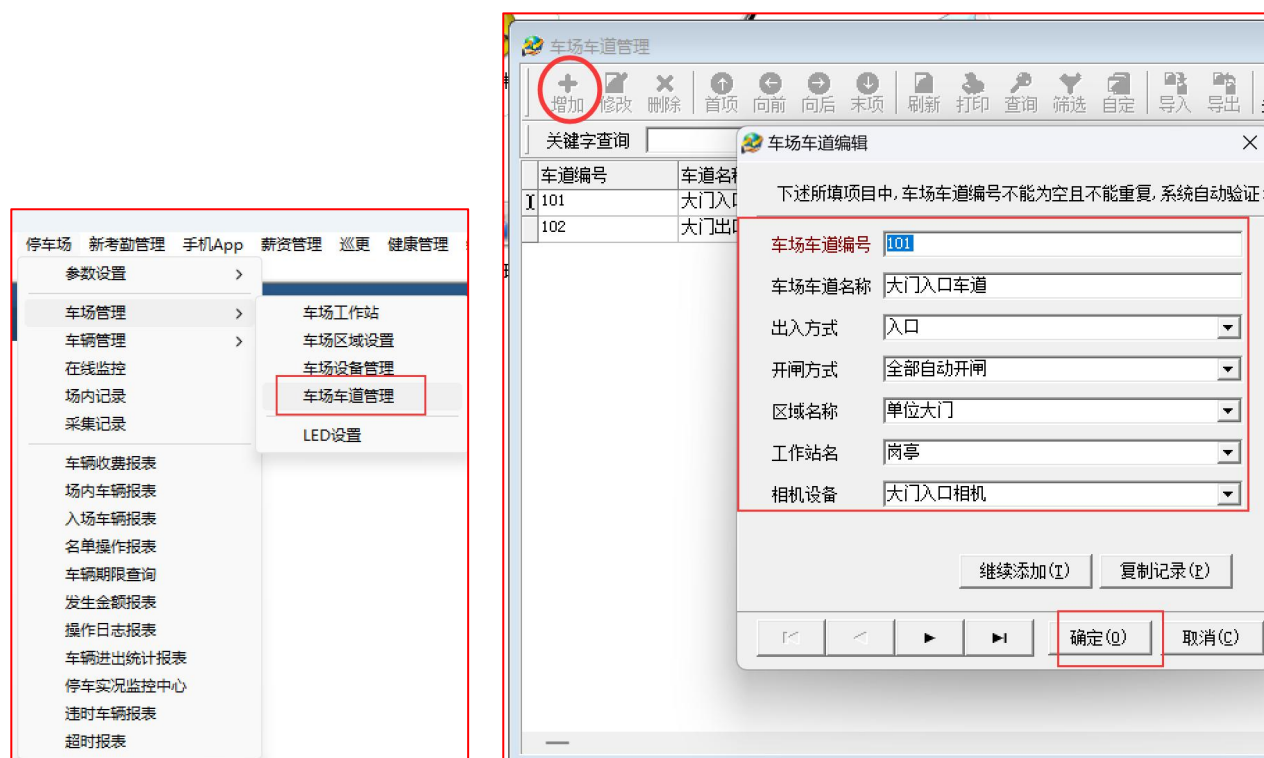 停车场 新考勤管理 手机App 薪资管理 巡更 健康管理
参数设置
车场管理
车辆管理
在线监控
场内记录
采集记录
车辆收费报表
场内车辆报表
入场车辆报表
名单操作报表
车辆期限查询
发生金额报表
操作日志报表
车辆进出统计报表
停车实况监控中心
违时车辆报表
超时报表
车场工作站
车场区域设置
车场设备管理
车场车道管理
LED设置
车场车道管理
增加 修改 删除 首项 向前 向后 末项 刷新 打印 查询 筛选 自定 导入 导出
关键字查询
车道编号 车道名称
101 大门入口
102 大门出口
车场车道编辑
下述所填项目中,车场车道编号不能为空且不能重复,系统自动验证
车场车道编号 101
车场车道名称 大门入口车道
出入方式 入口
开闸方式 全部自动开闸
区域名称 单位大门
工作站名 岗亭
相机设备 大门入口相机
继续添加(T) 复制记录(P)
确定(O) 取消(C)